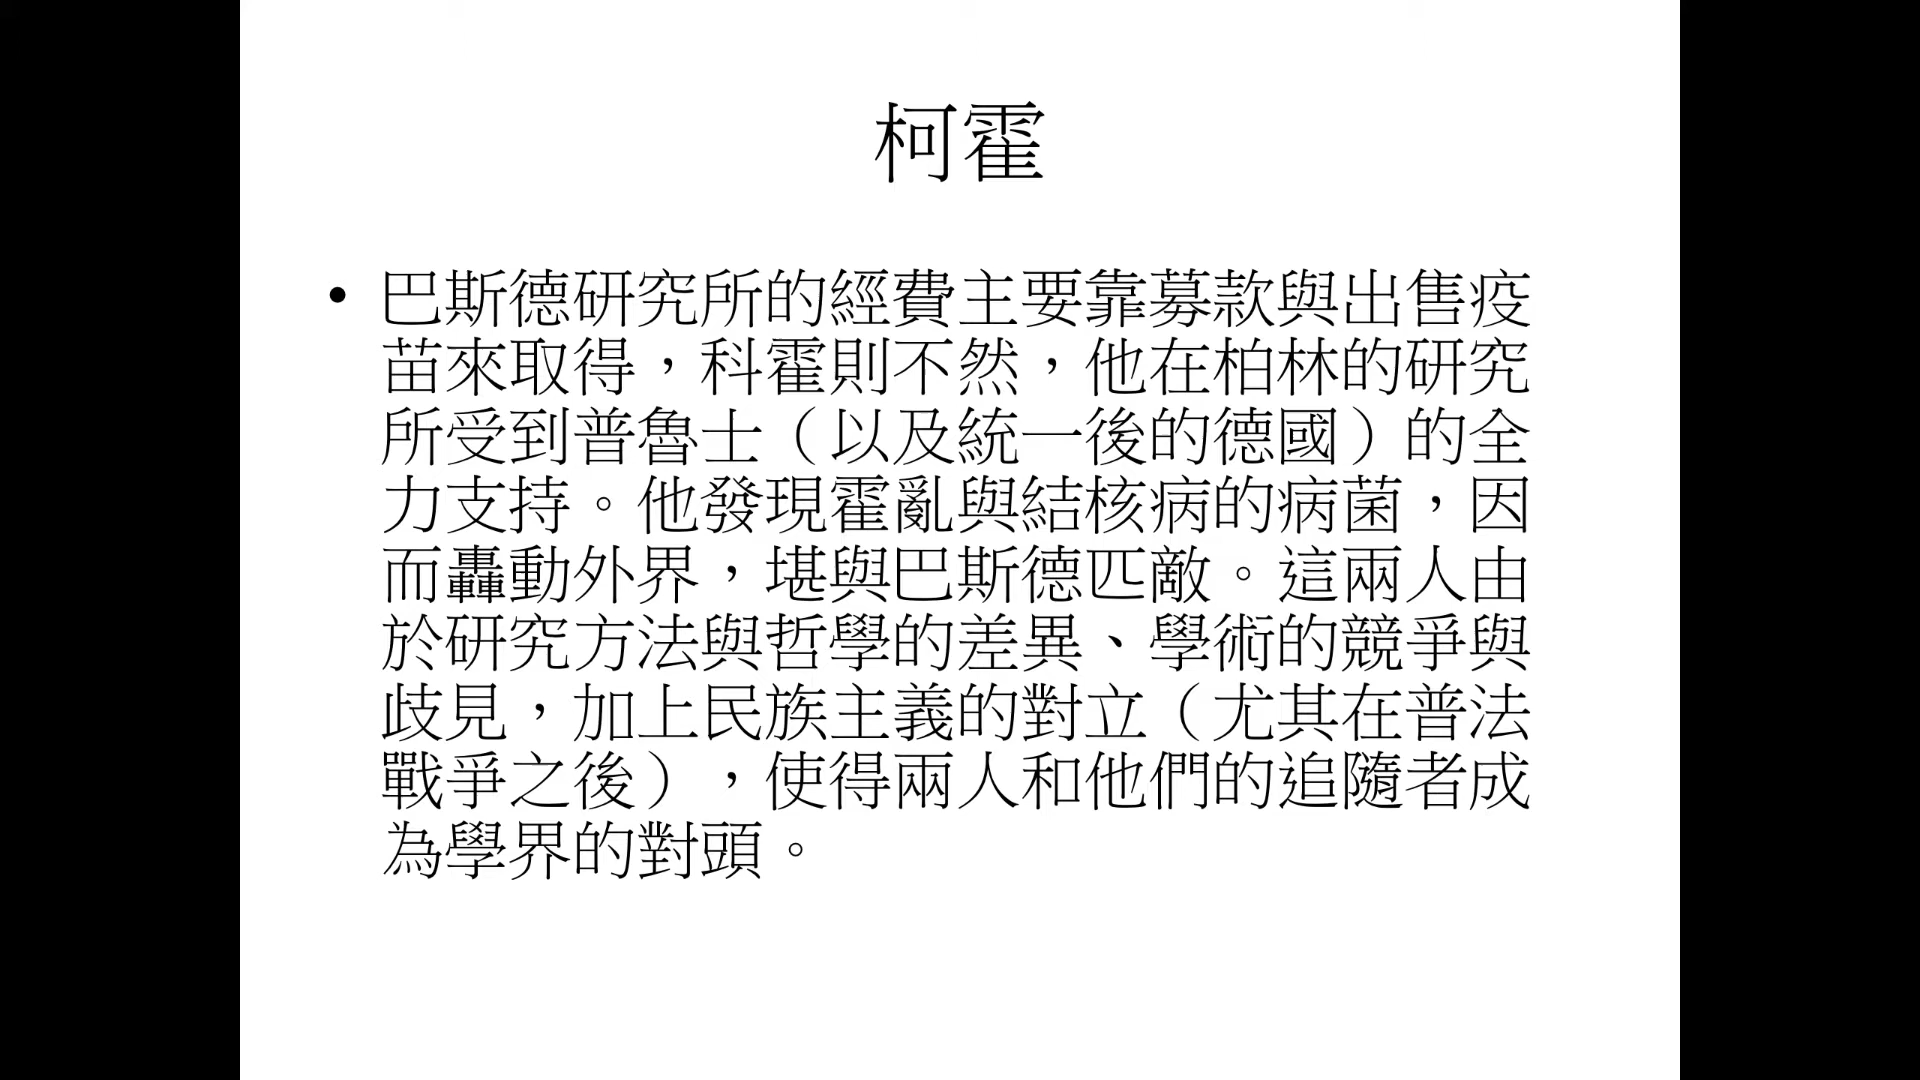 柯霍
• 巴斯德研究所的經費主要靠募款與出售疫
苗來取得，科霍則不然，他在柏林的研究
所受到普魯士（以及統一後的德國）的全
力支持。他發現霍亂與結核病的病菌，因
而轟動外界，堪與巴斯德匹敵。這兩人由
於研究方法與哲學的差異、學術的競爭與
歧見，加上民族主義的對立（尤其在普法
戰爭之後），使得兩人和他們的追隨者成
為學界的對頭。